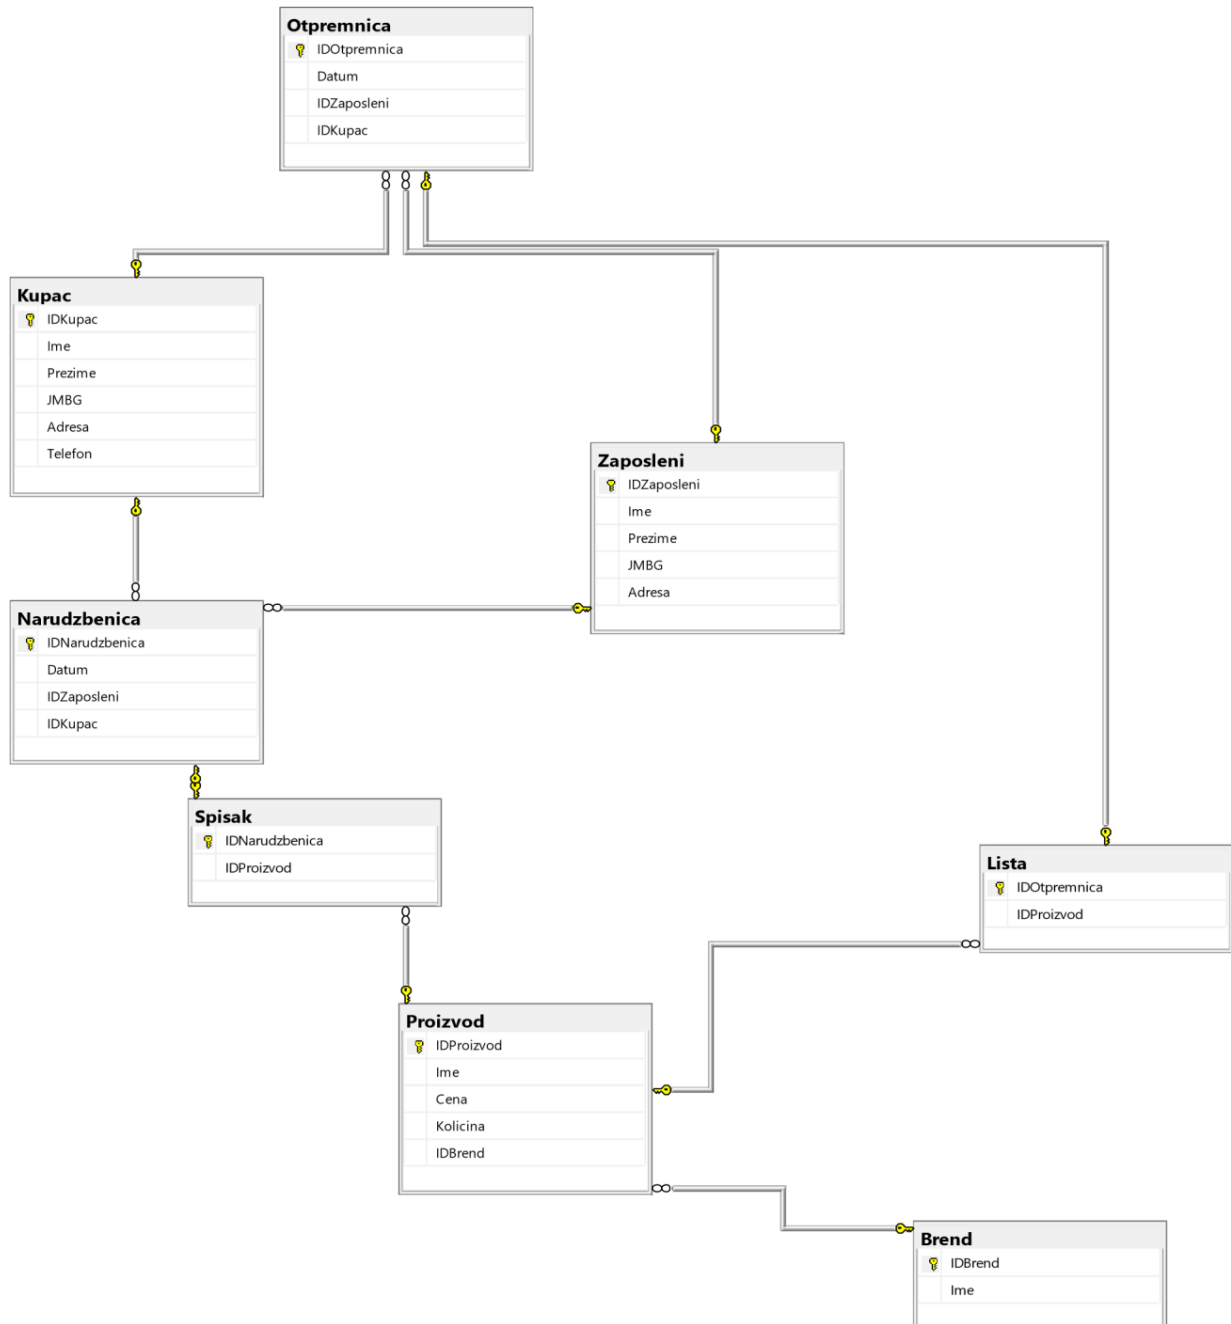 Otpremnica
IDOtpremnica
Datum
IDZaposleni
IDKupac
Kupac
IDKupac
Ime
Prezime
JMBG
Adresa
Telefon
Zaposleni
IDZaposleni
Ime
Prezime
JMBG
Adresa
Narudzbenica
IDNarudzbenica
Datum
IDZaposleni
IDKupac
Spisak
IDNarudzbenica
IDProizvod
Lista
IDOtpremnica
IDProizvod
Proizvod
IDProizvod
Ime
Cena
Kolicina
IDBrend
Brend
IDBrend
Ime